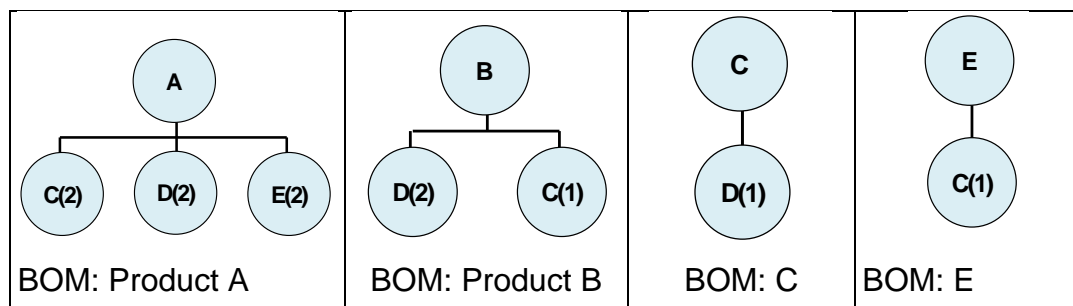 A
C(2) D(2) E(2)
BOM: Product A
B
D(2) C(1)
BOM: Product B
C
D(1)
BOM: C
E
C(1)
BOM: E